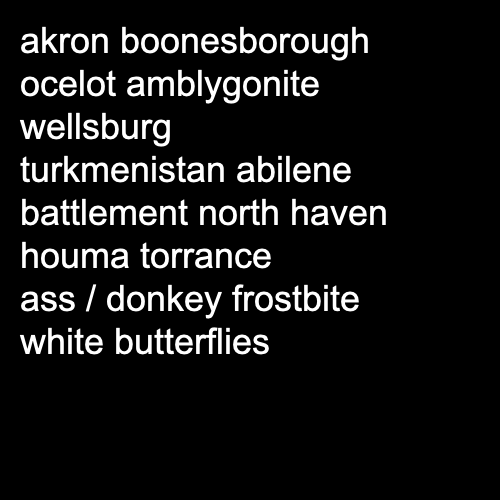 akron boonesborough
ocelot amblygonite
wellsburg
turkmenistan abilene
battlement north haven
houma torrance
ass / donkey frostbite
white butterflies